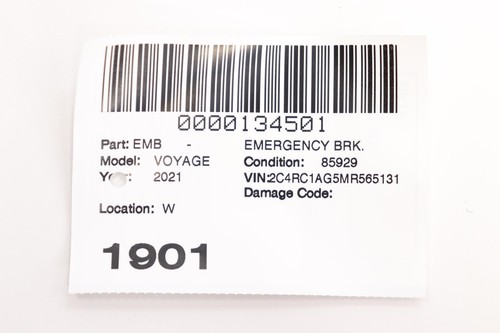 0000134501
Part: EMB - EMERGENCY BRK.
Model: VOYAGE Condition: 85929
2021 VIN:2C4RC1AG5MR565131
Damage Code:
Location: W
1901